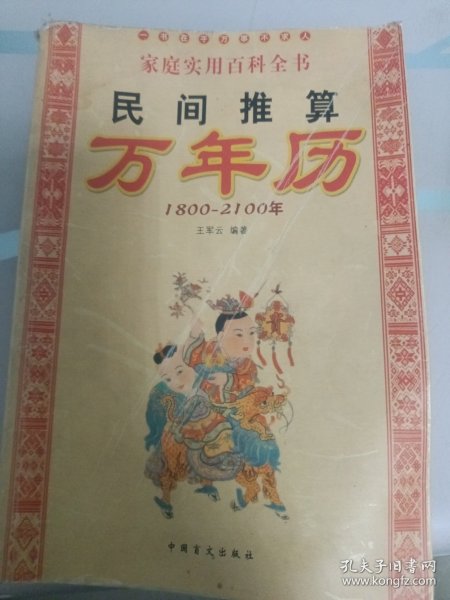 一书在手万事不求人
家庭实用百科全书
民间推算
万年历
1800-2100年
王军云 编著
中国盲文出版社
孔夫子旧书网
www.kongfz.com